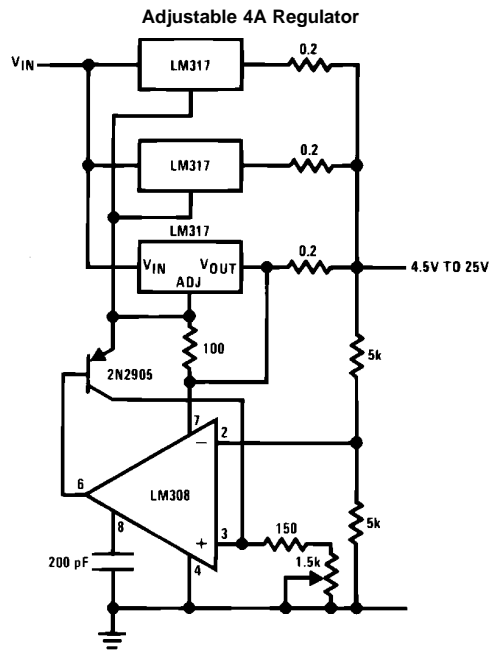 Adjustable 4A Regulator
VIN
LM317
0.2
LM317
0.2
LM317
VIN
VOUT
ADJ
0.2
4.5V TO 25V
100
5k
2N2905
7
2
6
LM308
8
3
150
5k
200 pF
4
1.5k